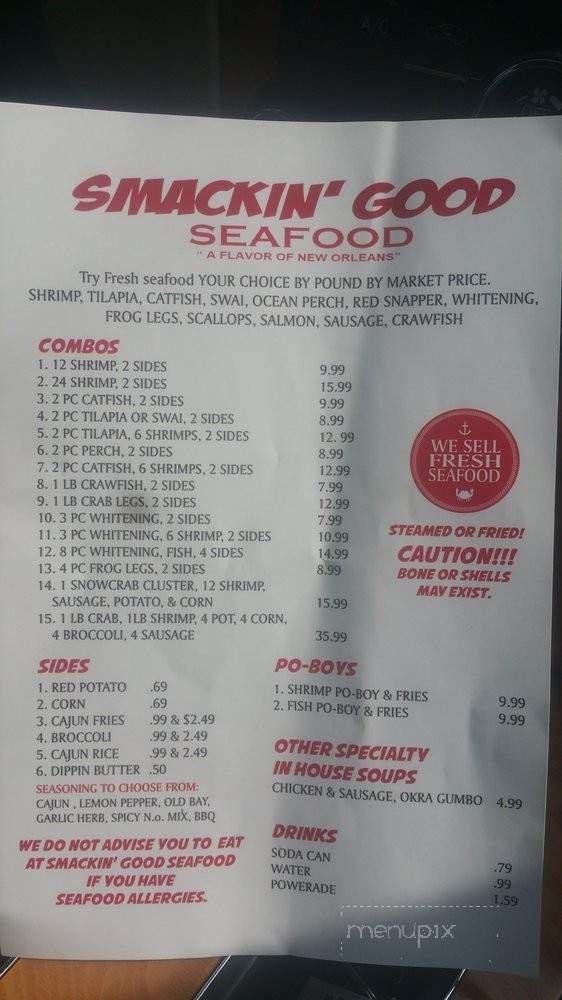 SMACKIN' GOOD
SEAFOOD
"A FLAVOR OF NEW ORLEANS"
Try Fresh seafood YOUR CHOICE BY POUND BY MARKET PRICE.
SHRIMP, TILAPIA, CATFISH, SWAI, OCEAN PERCH, RED SNAPPER, WHITENING,
FROG LEGS, SCALLOPS, SALMON, SAUSAGE, CRAWFISH
COMBOS
1. 12 SHRIMP, 2 SIDES 9.99
2. 24 SHRIMP, 2 SIDES 15.99
3. 2 PC CATFISH, 2 SIDES 9.99
4. 2 PC TILAPIA OR SWAI, 2 SIDES 8.99
5. 2 PC TILAPIA, 6 SHRIMPS, 2 SIDES 12. 99
6. 2 PC PERCH, 2 SIDES 8.99
7. 2 PC CATFISH, 6 SHRIMPS, 2 SIDES 12.99
8. 1 LB CRAWFISH, 2 SIDES 7.99
9. 1 LB CRAB LEGS, 2 SIDES 12.99
10. 3 PC WHITENING, 2 SIDES 7.99
11. 3 PC WHITENING, 6 SHRIMP, 2 SIDES 10.99
12. 8 PC WHITENING, FISH, 4 SIDES 14.99
13. 4 PC FROG LEGS, 2 SIDES 8.99
14. 1 SNOWCRAB CLUSTER, 12 SHRIMP,
SAUSAGE, POTATO, & CORN 15.99
15. 1 LB CRAB, 1LB SHRIMP, 4 POT, 4 CORN,
4 BROCCOLI, 4 SAUSAGE 35.99
WE SELL
FRESH
SEAFOOD
STEAMED OR FRIED!
CAUTION!!!
BONE OR SHELLS
MAY EXIST.
SIDES
1. RED POTATO .69
2. CORN .69
3. CAJUN FRIES .99 & $2.49
4. BROCCOLI .99 & 2.49
5. CAJUN RICE .99 & 2.49
6. DIPPIN BUTTER .50
SEASONING TO CHOOSE FROM:
CAJUN , LEMON PEPPER, OLD BAY,
GARLIC HERB, SPICY N.o. MIX, BBQ
WE DO NOT ADVISE YOU TO EAT
AT SMACKIN' GOOD SEAFOOD
IF YOU HAVE
SEAFOOD ALLERGIES.
PO-BOYS
1. SHRIMP PO-BOY & FRIES 9.99
2. FISH PO-BOY & FRIES 9.99
OTHER SPECIALTY
IN HOUSE SOUPS
CHICKEN & SAUSAGE, OKRA GUMBO 4.99
DRINKS
SODA CAN .79
WATER .99
POWERADE 1.59
menupix